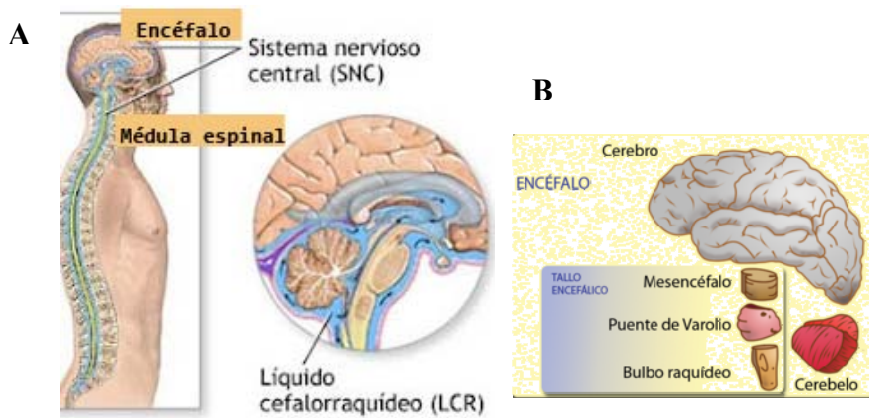 A
Encéfalo
Sistema nervioso
central (SNC)
Médula espinal
Líquido
cefalorraquídeo (LCR)
B
Cerebro
ENCÉFALO
TALLO
ENCEFÁLICO
Mesencéfalo
Puente de Varolio
Bulbo raquídeo
Cerebelo